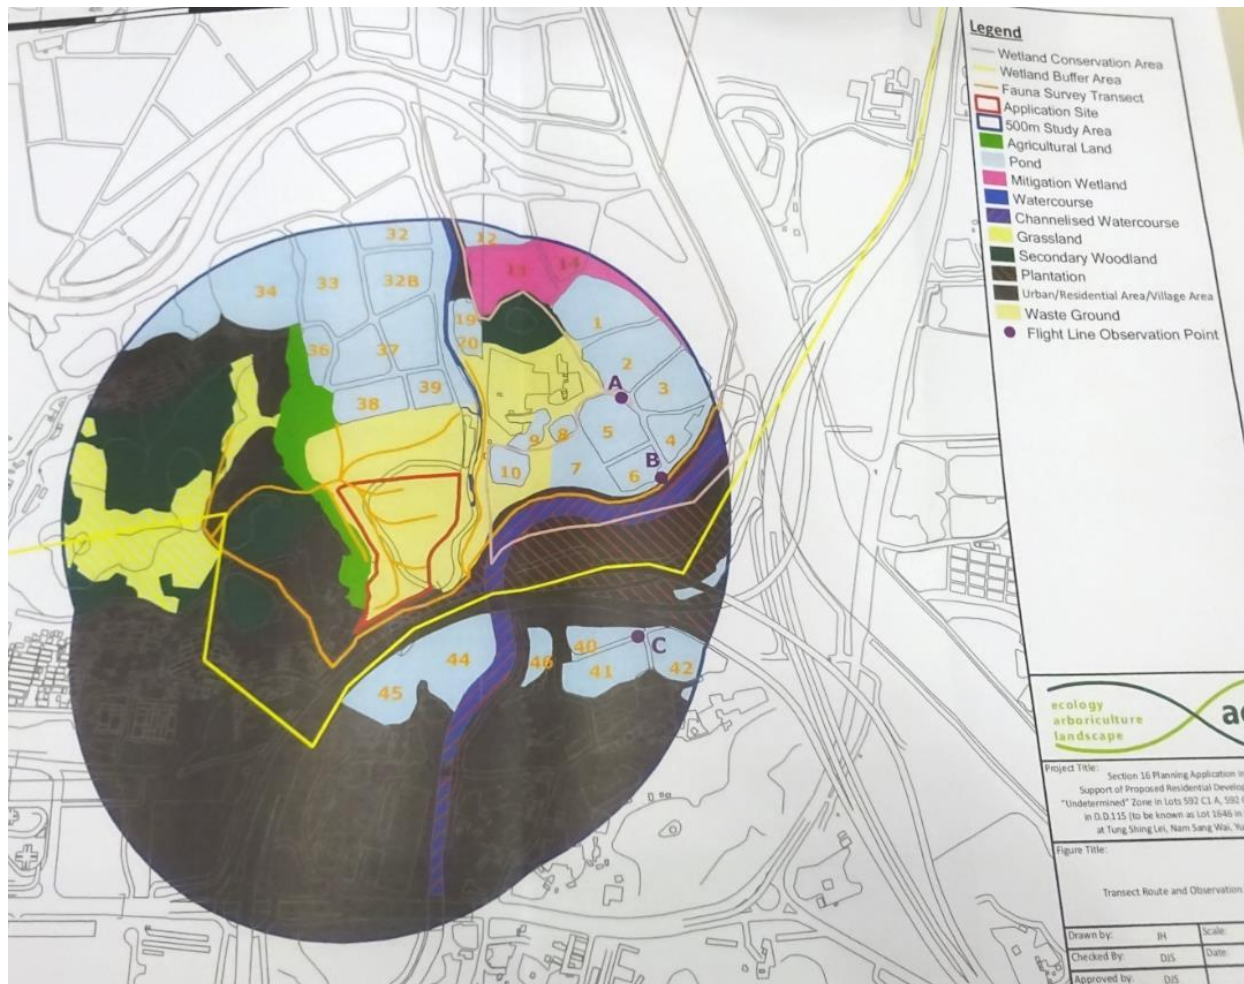 Legend
Wetland Conservation Area
Wetland Buffer Area
Fauna Survey Transect
Application Site
500m Study Area
Agricultural Land
Pond
Mitigation Wetland
Watercourse
Channelised Watercourse
Grassland
Secondary Woodland
Plantation
Urban/Residential Area/Village Area
Waste Ground
Flight Line Observation Point
32
12
34
33
32B
13
14
19
1
36
37
20
2
39
A
3
38
9
8
5
4
10
7
B
6
44
46
40
C
41
42
45
ecology
arboriculture
landscape
Project Title:
Section 16 Planning Application in
Support of Proposed Residential
"Undetermined" Zone in Lots 592 C1 A, 592
in D.D.115 (to be known as Lot 1846 in
at Tung Shing Lei, Nam Sang Wai,
Figure Title:
Transect Route and Observation
Drawn by: JH Scale:
Checked By: DJS Date:
Approved by: DJS